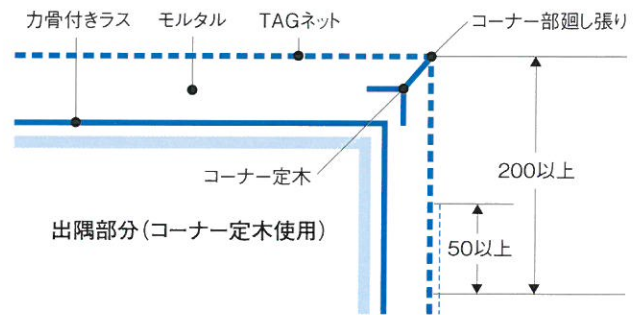 力骨付きラス
モルタル
TAGネット
コーナー部廻し張り
コーナー定木
200以上
出隅部分(コーナー定木使用)
50以上